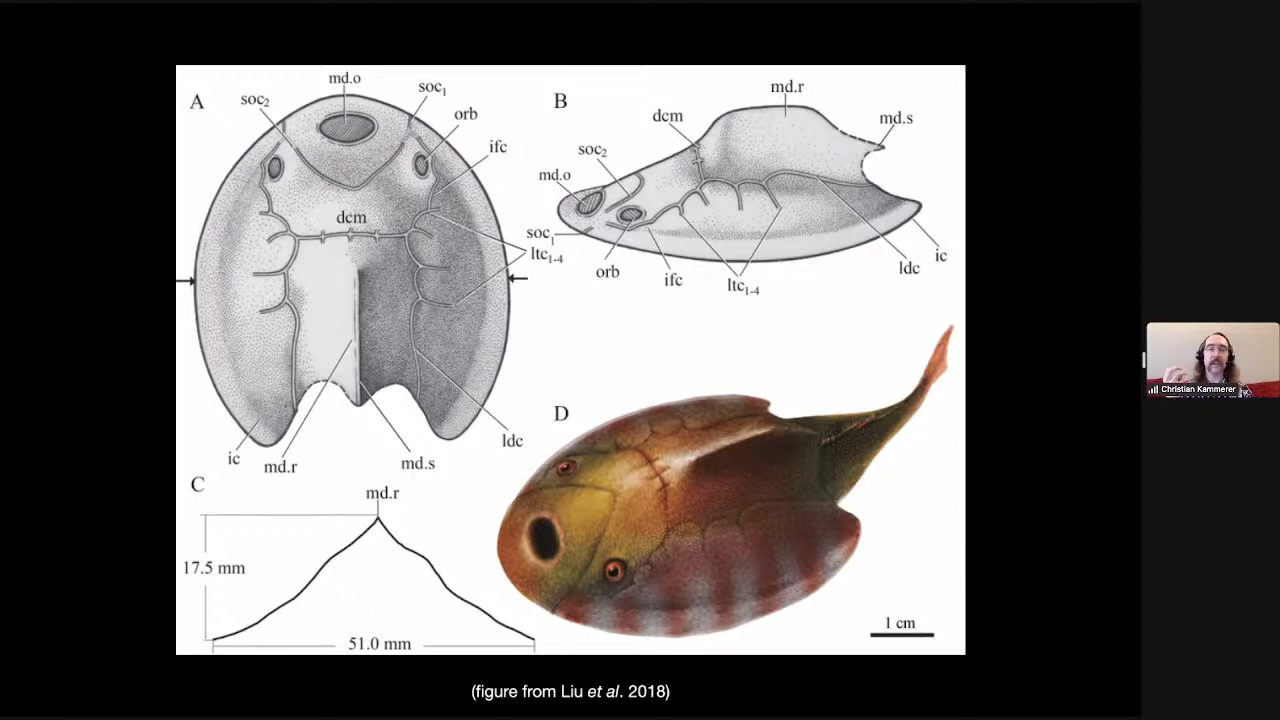 A
md.o
soc2
soc1
orb
ifc
dcm
ltc1-4
ldc
ic
md.r
md.s
B
md.r
dcm
md.s
soc2
md.o
soc1
orb
ifc
ltc1-4
ldc
ic
C
md.r
17.5 mm
51.0 mm
D
1 cm
(figure from Liu et al. 2018)
Christian Kammerer